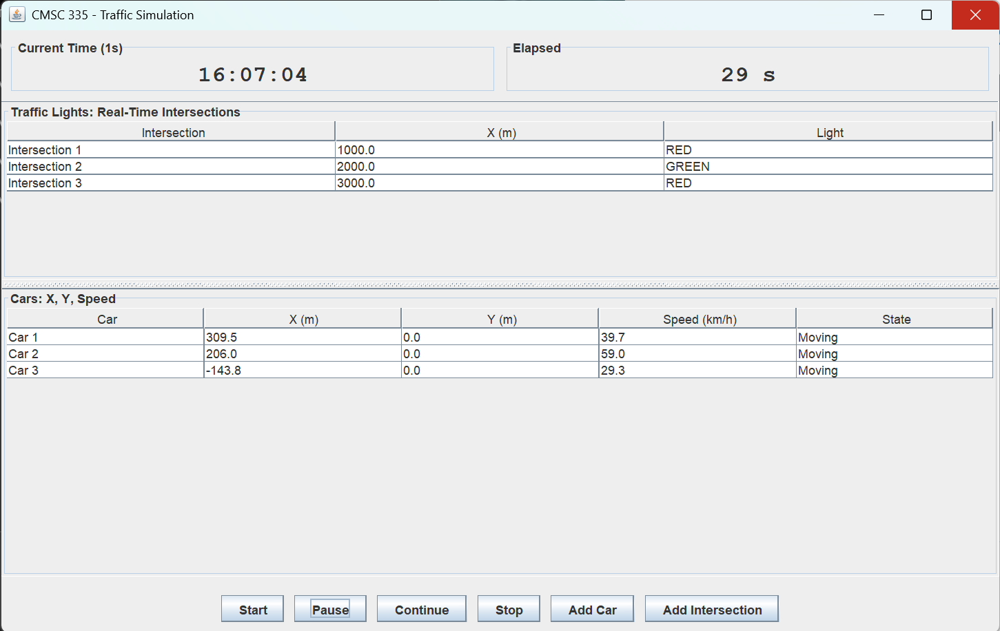 CMSC 335 - Traffic Simulation
Current Time (1s) Elapsed
16:07:04 29 s
Traffic Lights: Real-Time Intersections
Intersection X (m) Light
Intersection 1 1000.0 RED
Intersection 2 2000.0 GREEN
Intersection 3 3000.0 RED
Cars: X, Y, Speed
Car X (m) Y (m) Speed (km/h) State
Car 1 309.5 0.0 39.7 Moving
Car 2 206.0 0.0 59.0 Moving
Car 3 -143.8 0.0 29.3 Moving
Start Pause Continue Stop Add Car Add Intersection